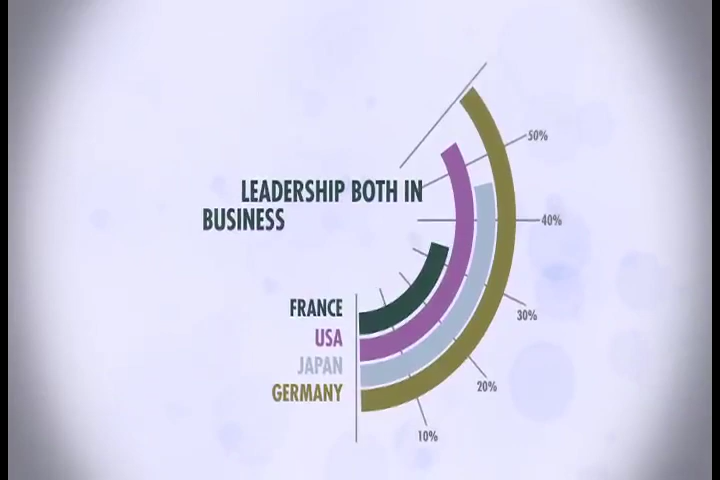 LEADERSHIP BOTH IN
BUSINESS
50%
40%
FRANCE
30%
USA
JAPAN
20%
GERMANY
10%